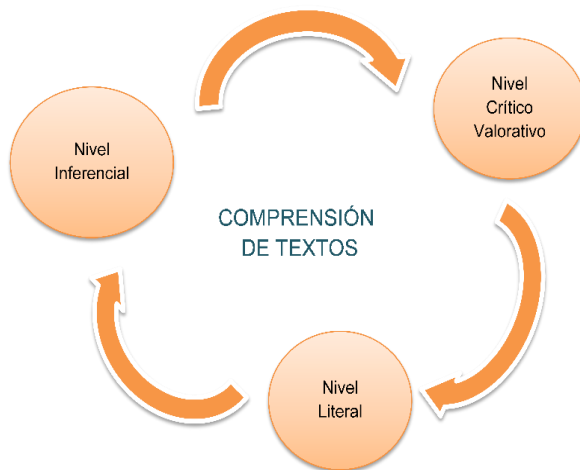 Nivel
Crítico
Valorativo
Nivel
Inferencial
COMPRENSIÓN
DE TEXTOS
Nivel
Literal